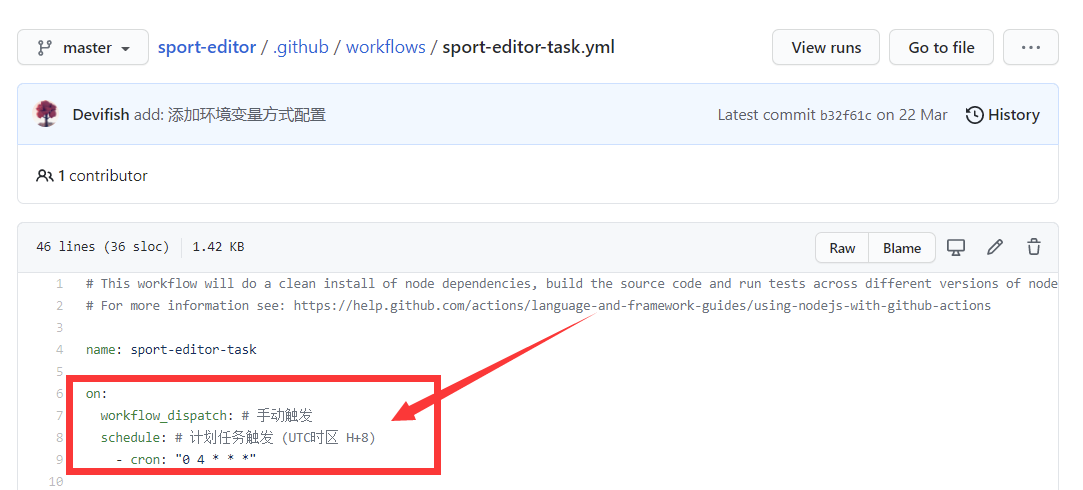 master sport-editor / .github / workflows / sport-editor-task.yml View runs Go to file ...
Devifish add: 添加环境变量方式配置 Latest commit b32f61c on 22 Mar History
1 contributor
46 lines (36 sloc) 1.42 KB Raw Blame
1 # This workflow will do a clean install of node dependencies, build the source code and run tests across different versions of node
2 # For more information see: https://help.github.com/actions/language-and-framework-guides/using-nodejs-with-github-actions
3
4 name: sport-editor-task
5
6 on:
7 workflow_dispatch: # 手动触发
8 schedule: # 计划任务触发 (UTC时区 H+8)
9 - cron: "0 4 * * *"
10